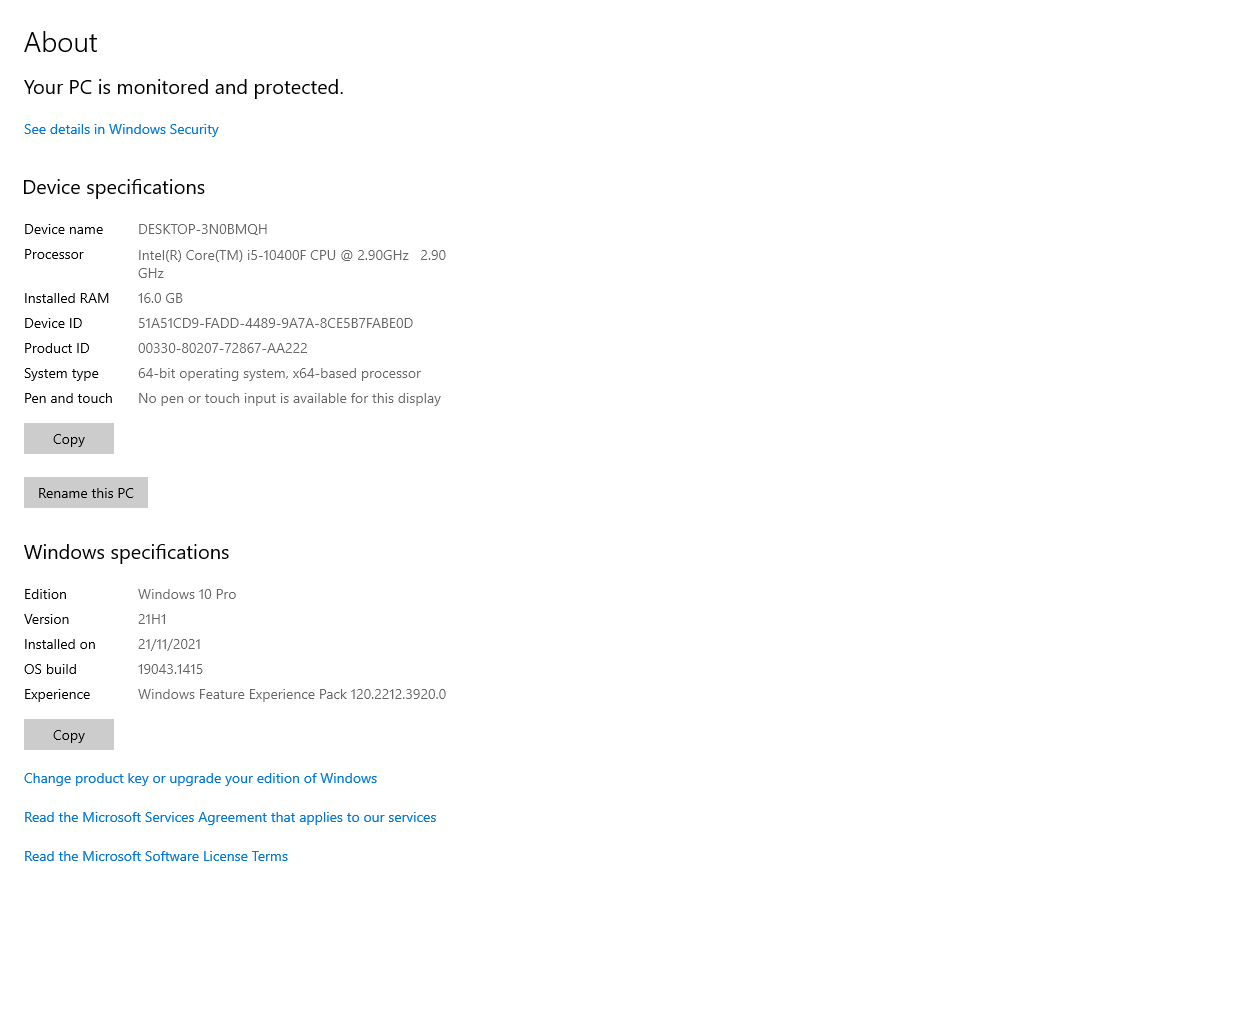 About
Your PC is monitored and protected.
See details in Windows Security
Device specifications
Device name DESKTOP-3N0BMQH
Processor Intel(R) Core(TM) i5-10400F CPU @ 2.90GHz 2.90
GHz
Installed RAM 16.0 GB
Device ID 51A51CD9-FADD-4489-9A7A-8CE5B7FABE0D
Product ID 00330-80207-72867-AA222
System type 64-bit operating system, x64-based processor
Pen and touch No pen or touch input is available for this display
Copy
Rename this PC
Windows specifications
Edition Windows 10 Pro
Version 21H1
Installed on 21/11/2021
OS build 19043.1415
Experience Windows Feature Experience Pack 120.2212.3920.0
Copy
Change product key or upgrade your edition of Windows
Read the Microsoft Services Agreement that applies to our services
Read the Microsoft Software License Terms